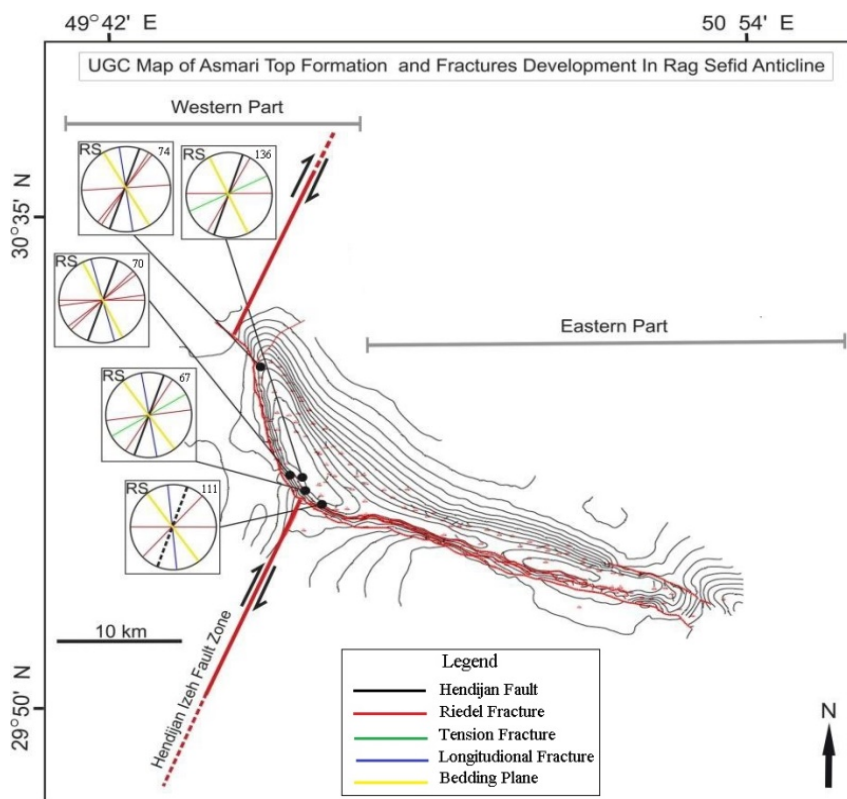 49° 42' E
50 54' E
UGC Map of Asmari Top Formation and Fractures Development In Rag Sefid Anticline
Western Part
RS 74
RS 136
30° 35' N
RS 70
Eastern Part
RS 67
RS 111
10 km
Hendijan Izeh Fault Zone
29° 50' N
Legend
Hendijan Fault
Riedel Fracture
Tension Fracture
Longitudional Fracture
Bedding Plane
N